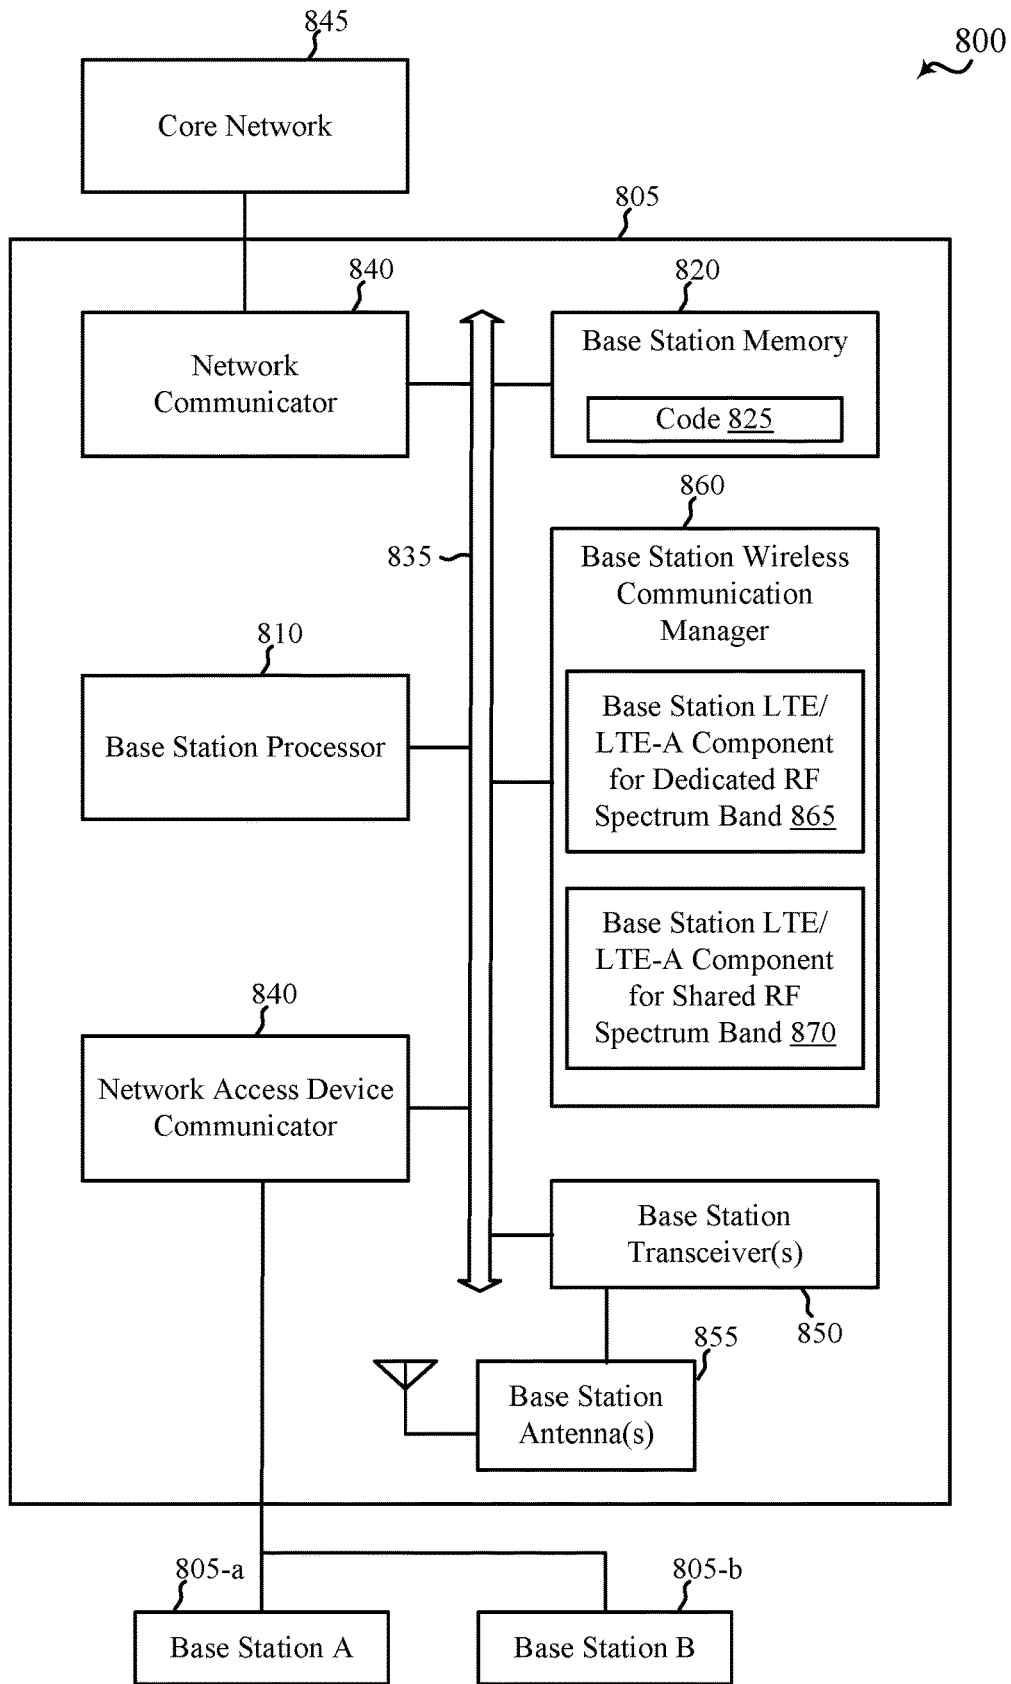 845
800
Core Network
805
840
820
Network
Communicator
Base Station Memory
Code 825
835
860
Base Station Wireless
Communication
Manager
810
Base Station Processor
Base Station LTE/
LTE-A Component
for Dedicated RF
Spectrum Band 865
Base Station LTE/
LTE-A Component
for Shared RF
Spectrum Band 870
840
Network Access Device
Communicator
Base Station
Transceiver(s)
850
855
Base Station
Antenna(s)
805-a
805-b
Base Station A
Base Station B